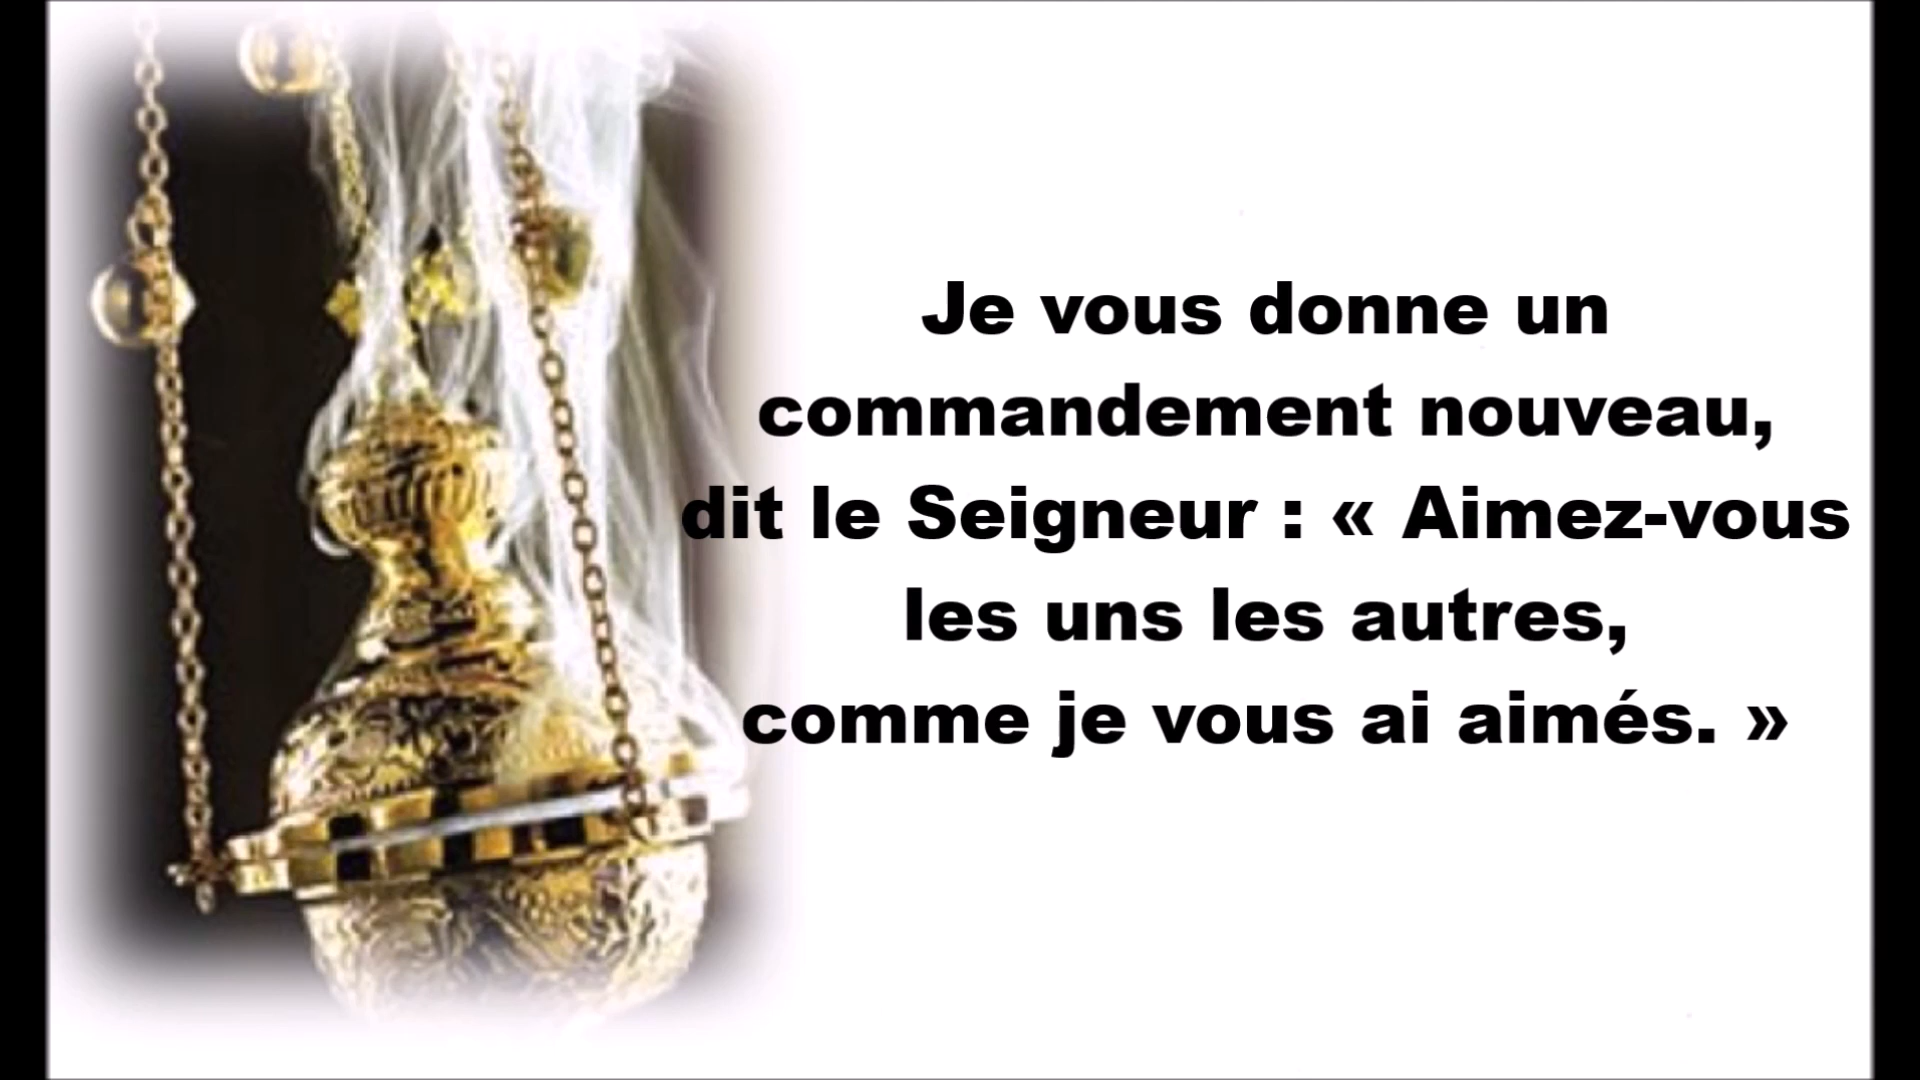 Je vous donne un
commandement nouveau,
dit le Seigneur : « Aimez-vous
les uns les autres,
comme je vous ai aimés. »